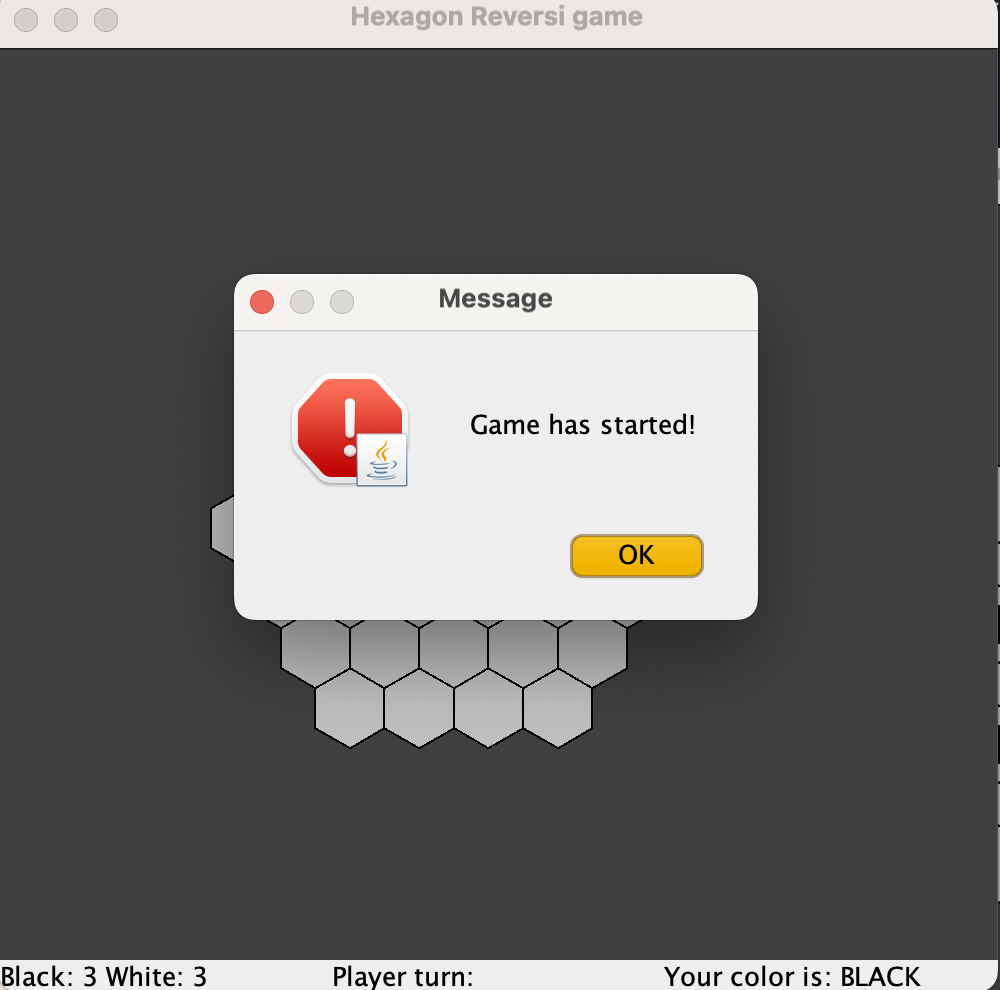 Hexagon Reversi game
Message
Game has started!
OK
Black: 3 White: 3 Player turn: Your color is: BLACK